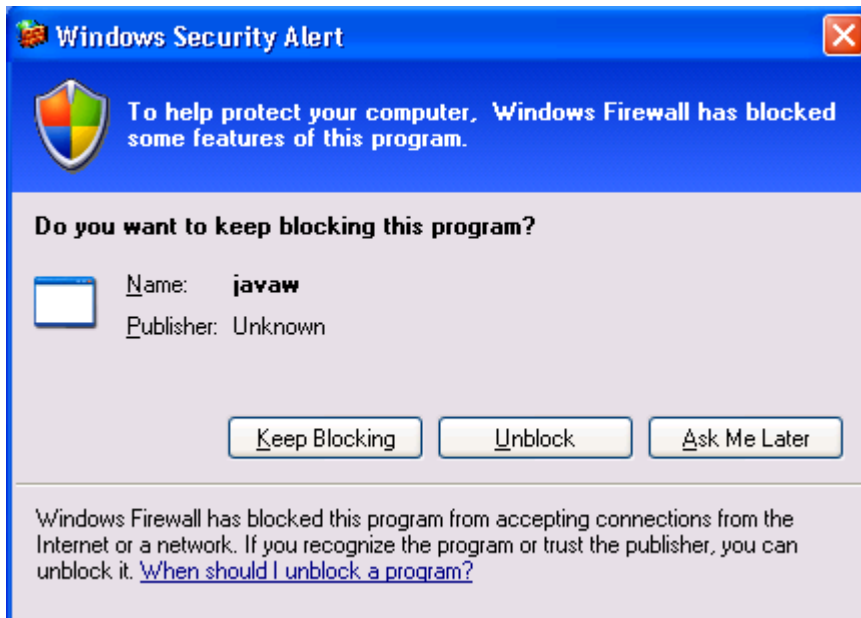 Windows Security Alert
To help protect your computer, Windows Firewall has blocked
some features of this program.
Do you want to keep blocking this program?
Name: javaw
Publisher: Unknown
Keep Blocking Unblock Ask Me Later
Windows Firewall has blocked this program from accepting connections from the
Internet or a network. If you recognize the program or trust the publisher, you can
unblock it. When should I unblock a program?